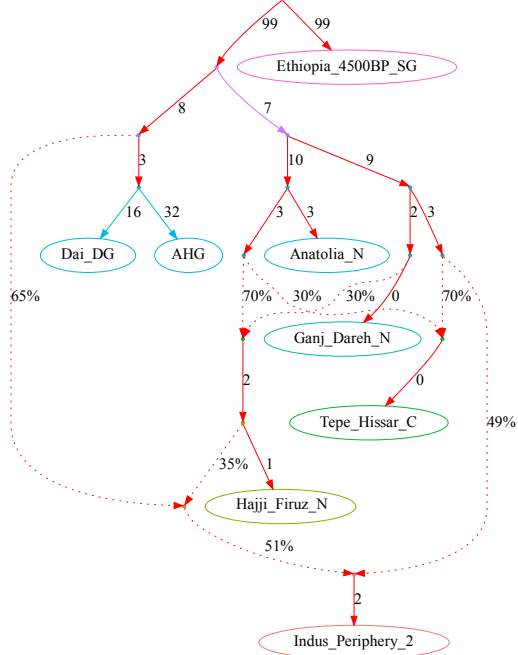 99 99
Ethiopia_4500BP_SG
8 7
3 10 9
16 32 3 3 2 3
Dai_DG AHG Anatolia_N
65% 70% 30% 30% 0 70%
Ganj_Dareh_N
2 0
Tepe_Hissar_C 49%
35% 1
Hajji_Firuz_N
51%
2
Indus_Periphery_2